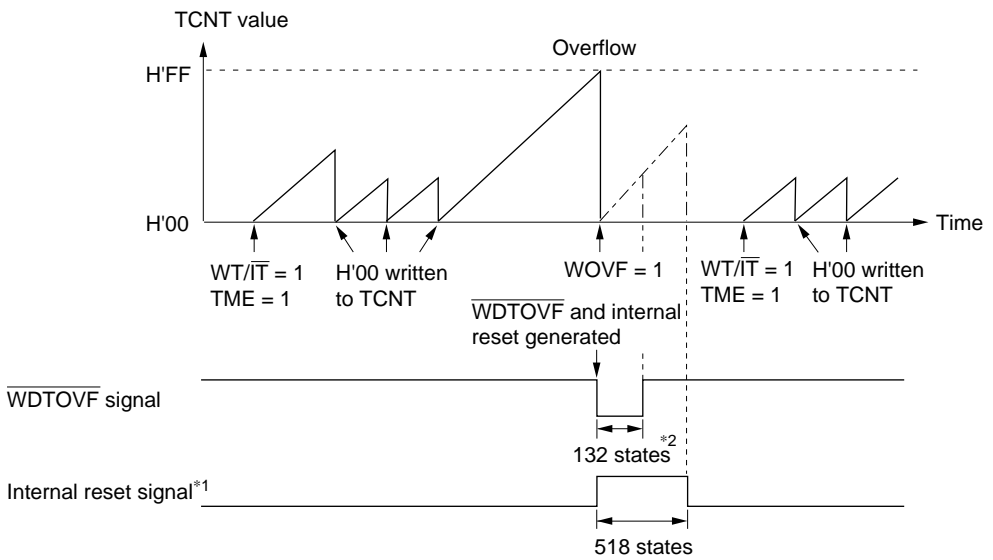 TCNT value
Overflow
H'FF
H'00
Time
WT/IT = 1
TME = 1
H'00 written
to TCNT
WOVF = 1
WT/IT = 1
TME = 1
H'00 written
to TCNT
WDTOVF and internal
reset generated
WDTOVF signal
132 states*2
Internal reset signal*1
518 states